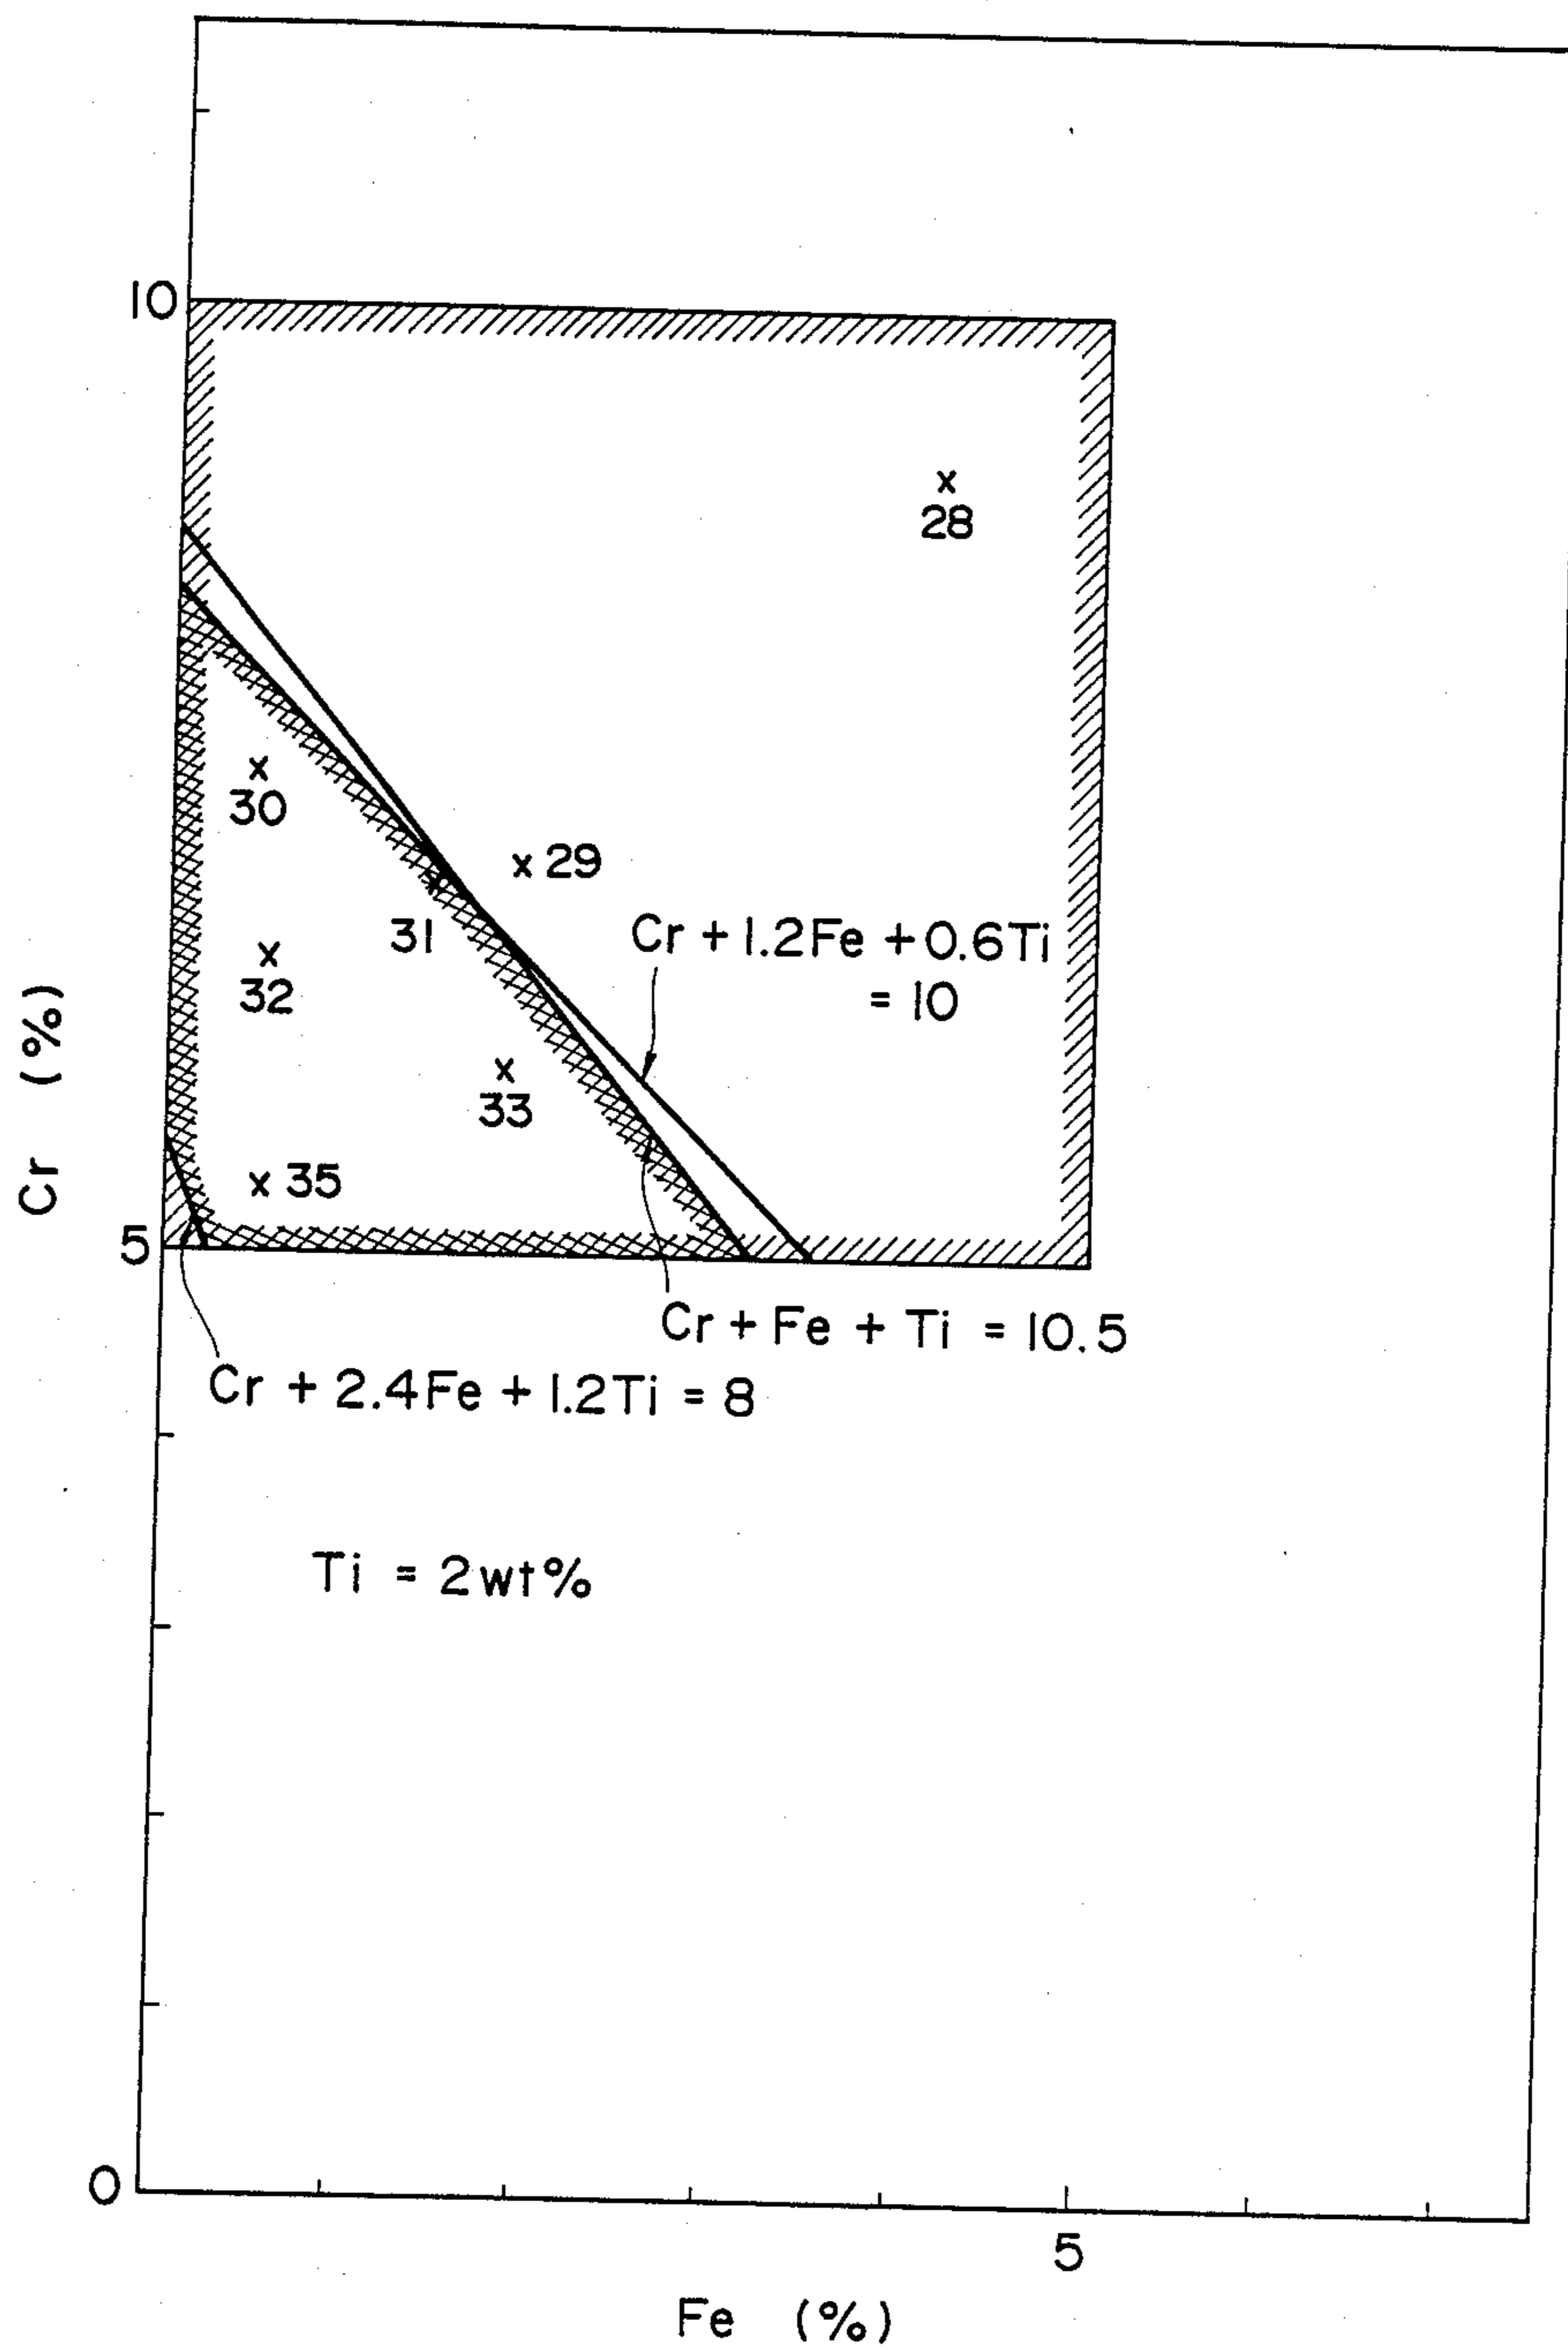 10
x
28
x
30
x 29
31
Cr + 1.2Fe + 0.6Ti
= 10
x
32
x
33
Cr (%)
x 35
5
Cr + Fe + Ti = 10.5
Cr + 2.4Fe + 1.2Ti = 8
Ti = 2wt%
0
5
Fe (%)